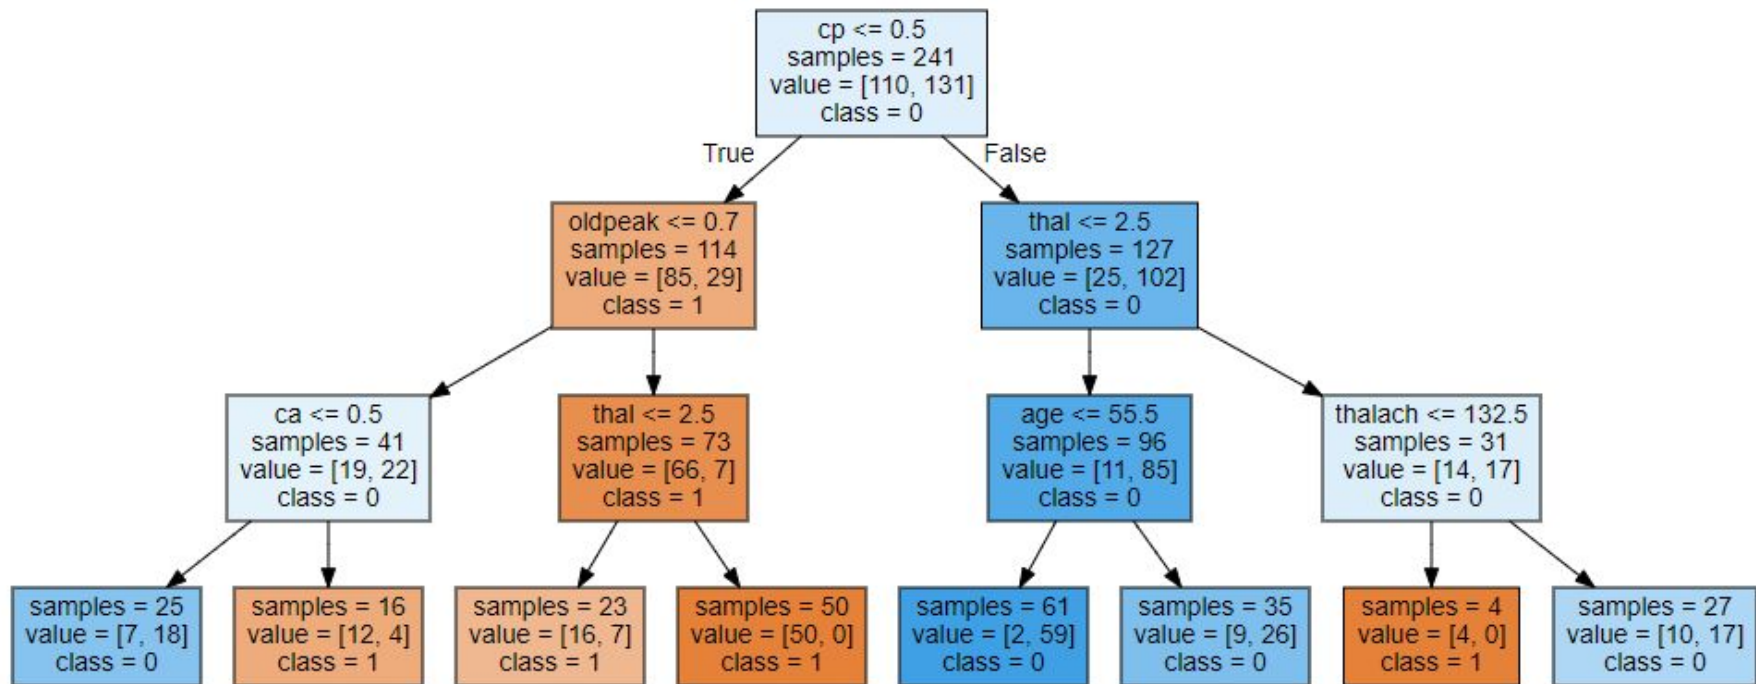 cp <= 0.5
samples = 241
value = [110, 131]
class = 0
True
False
oldpeak <= 0.7
samples = 114
value = [85, 29]
class = 1
thal <= 2.5
samples = 127
value = [25, 102]
class = 0
ca <= 0.5
samples = 41
value = [19, 22]
class = 0
thal <= 2.5
samples = 73
value = [66, 7]
class = 1
age <= 55.5
samples = 96
value = [11, 85]
class = 0
thalach <= 132.5
samples = 31
value = [14, 17]
class = 0
samples = 25
value = [7, 18]
class = 0
samples = 16
value = [12, 4]
class = 1
samples = 23
value = [16, 7]
class = 1
samples = 50
value = [50, 0]
class = 1
samples = 61
value = [2, 59]
class = 0
samples = 35
value = [9, 26]
class = 0
samples = 4
value = [4, 0]
class = 1
samples = 27
value = [10, 17]
class = 0